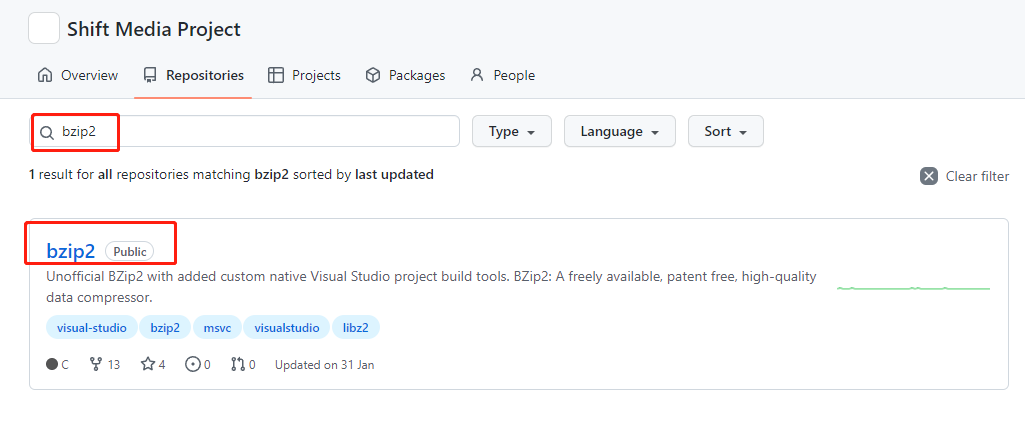 Shift Media Project
Overview Repositories Projects Packages People
bzip2 Type Language Sort
1 result for all repositories matching bzip2 sorted by last updated Clear filter
bzip2 Public
Unofficial BZip2 with added custom native Visual Studio project build tools. BZip2: A freely available, patent free, high-quality
data compressor.
visual-studio bzip2 msvc visualstudio libz2
C 13 4 0 0 Updated on 31 Jan